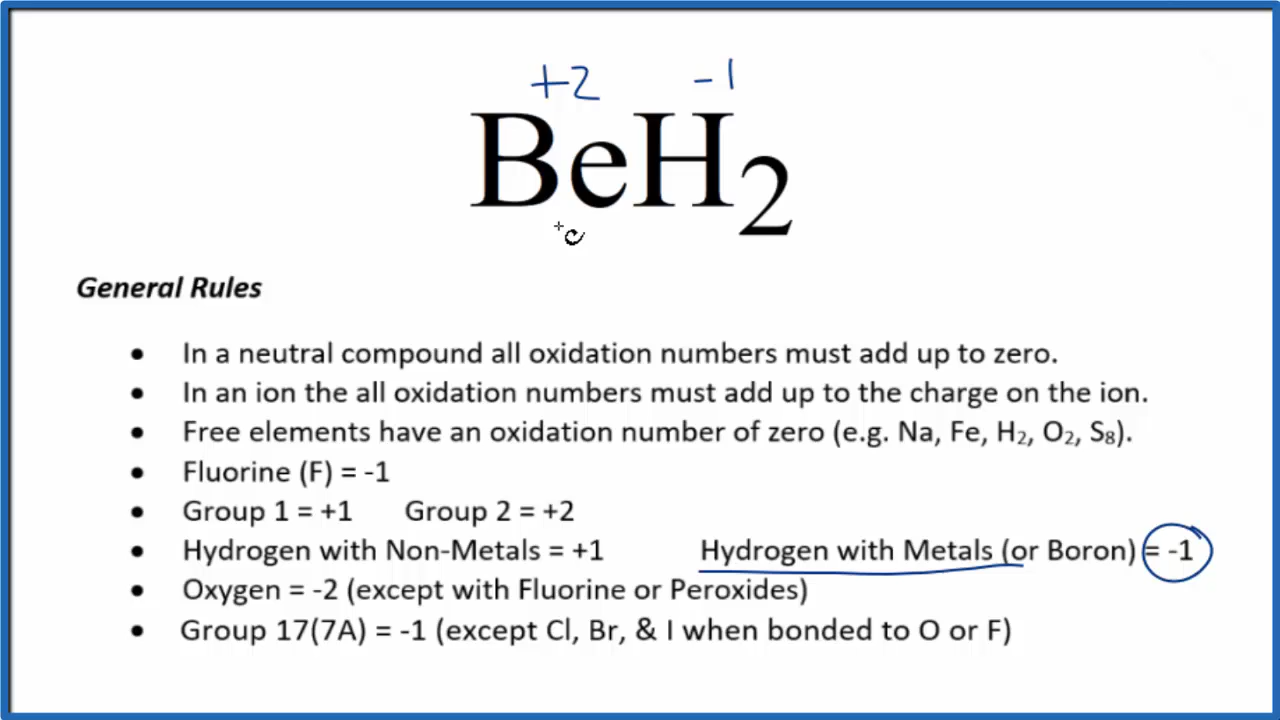 +2 -1
BeH₂
General Rules
• In a neutral compound all oxidation numbers must add up to zero.
• In an ion the all oxidation numbers must add up to the charge on the ion.
• Free elements have an oxidation number of zero (e.g. Na, Fe, H₂, O₂, S₈).
• Fluorine (F) = -1
• Group 1 = +1 Group 2 = +2
• Hydrogen with Non-Metals = +1 Hydrogen with Metals (or Boron) = -1
• Oxygen = -2 (except with Fluorine or Peroxides)
• Group 17(7A) = -1 (except Cl, Br, & I when bonded to O or F)